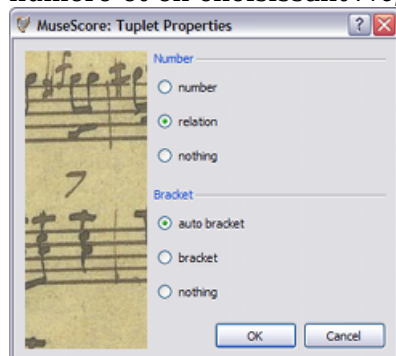 MuseScore: Tuplet Properties
Number
number
relation
nothing
7
Bracket
auto bracket
bracket
nothing
OK
Cancel